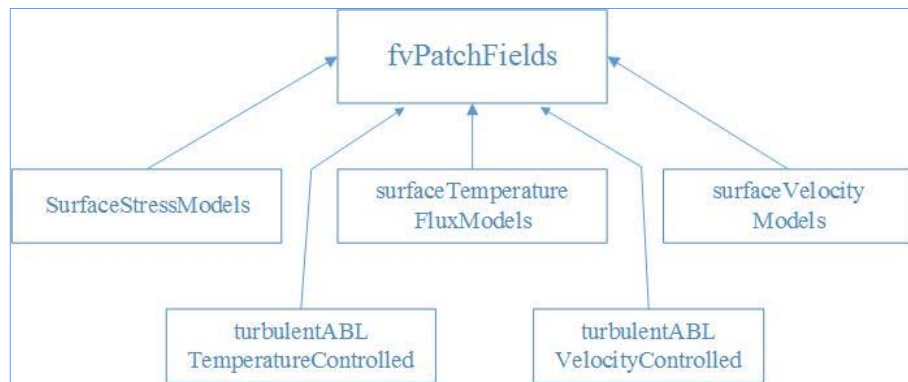 fvPatchFields
SurfaceStressModels
surfaceTemperature
FluxModels
surfaceVelocity
Models
turbulentABL
TemperatureControlled
turbulentABL
VelocityControlled